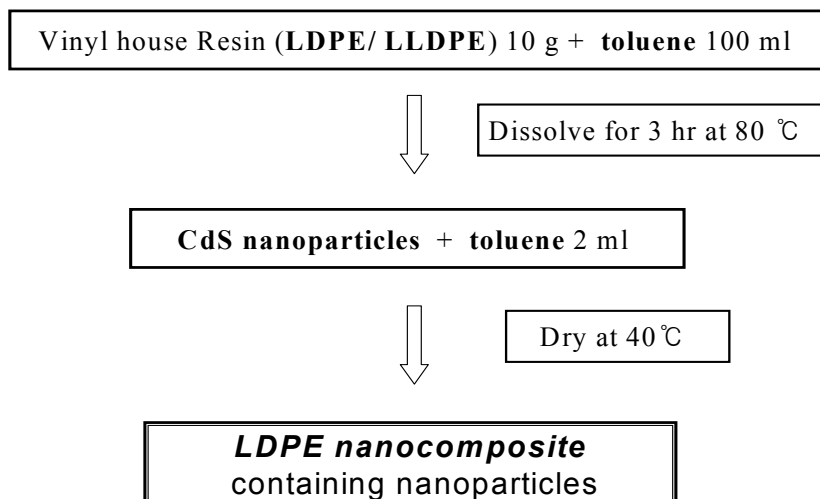 Vinyl house Resin (LDPE/ LLDPE) 10 g + toluene 100 ml
Dissolve for 3 hr at 80 ℃
CdS nanoparticles + toluene 2 ml
Dry at 40℃
LDPE nanocomposite
containing nanoparticles